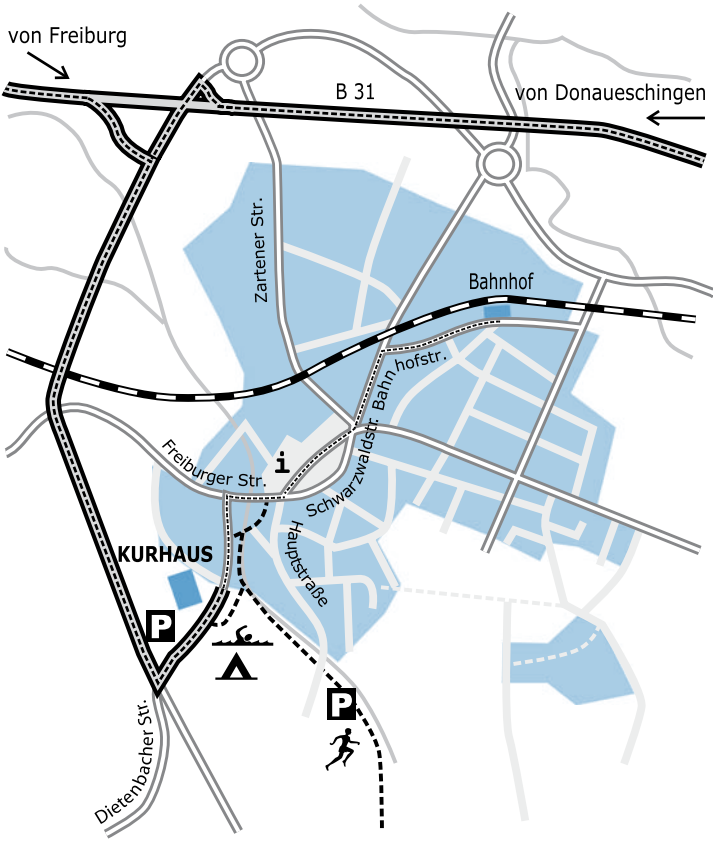 von Freiburg
B 31
von Donaueschingen
Zartener Str.
Bahnhof
Bahnhofstr.
Freiburger Str.
i
Schwarzwaldstr.
Hauptstraße
KURHAUS
P
P
Dietenbacher Str.